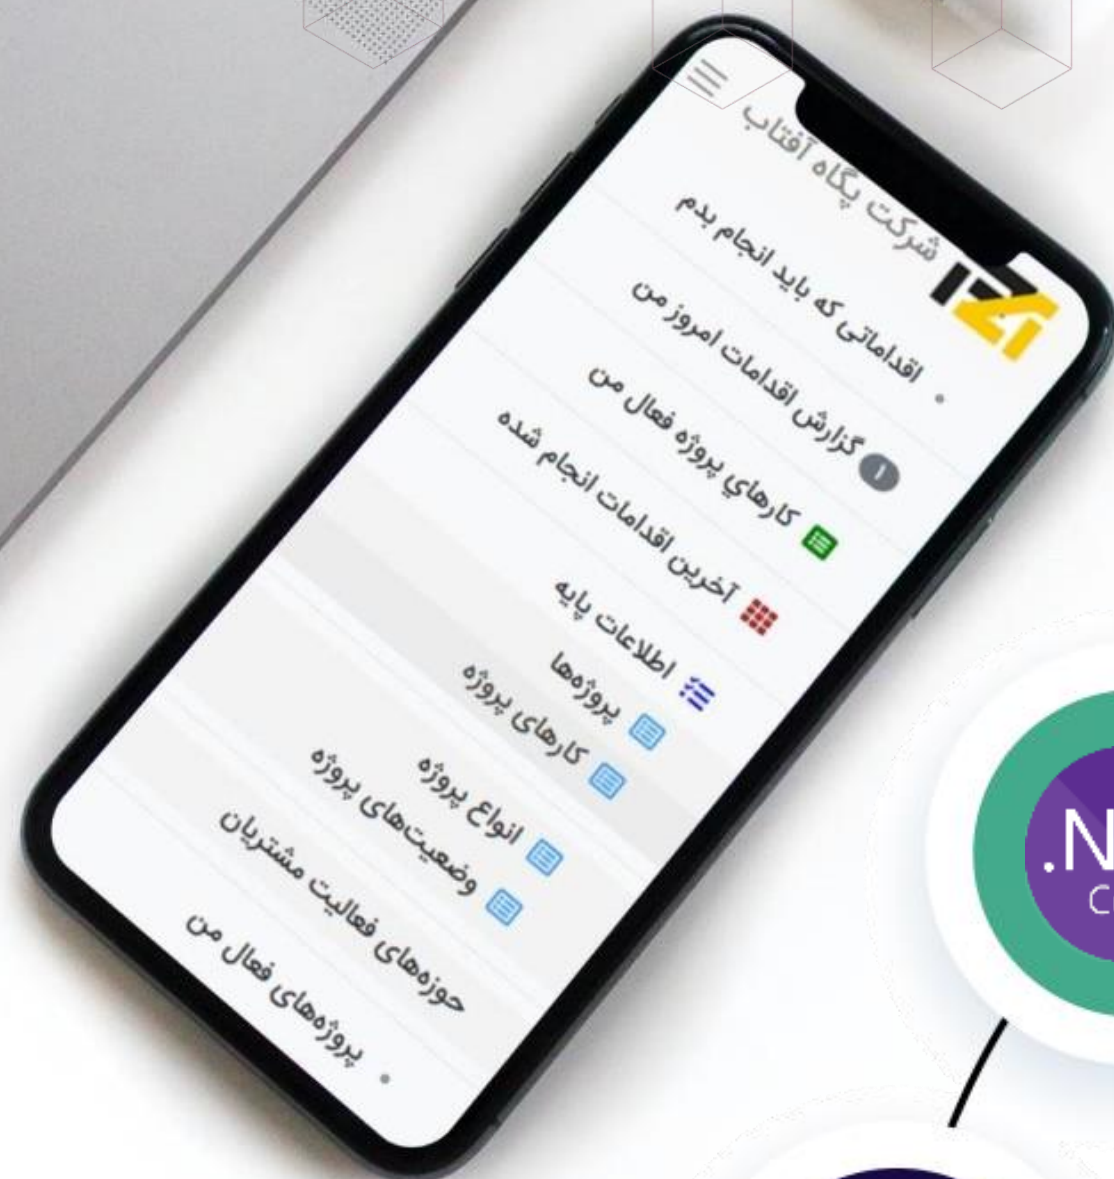 شرکت پگاه آفتاب
اقداماتی که باید انجام بدم
گزارش اقدامات امروز من
۱
کارهاي پروژه فعال من
آخرین اقدامات انجام شده
اطلاعات پایه
پروژه‌ها
کارهای پروژه
انواع پروژه
وضعیت‌های پروژه
حوزه‌های فعالیت مشتریان
پروژه‌های فعال من
.N
C